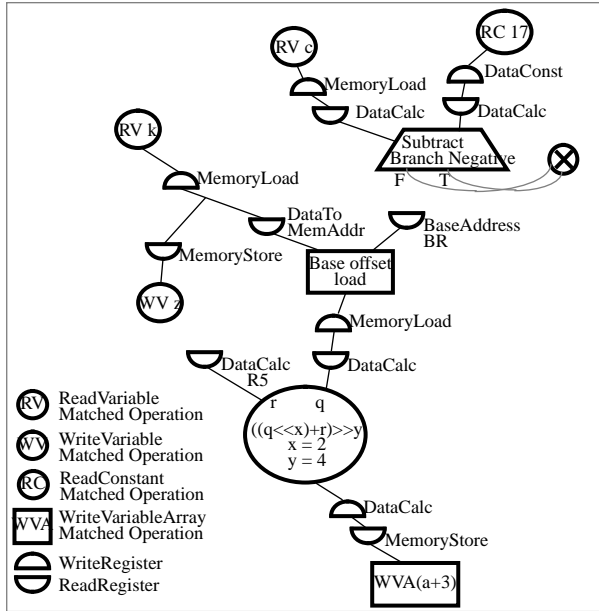 RC 17
RV c
DataConst
MemoryLoad
DataCalc
DataCalc
RV k
Subtract
Branch Negative
F T
MemoryLoad
DataTo
MemAddr
BaseAddress
BR
MemoryStore
Base offset
load
WV z
MemoryLoad
DataCalc
R5
DataCalc
r q
((q<<x)+r)>>y
x = 2
y = 4
RV
ReadVariable
Matched Operation
WV
WriteVariable
Matched Operation
RC
ReadConstant
Matched Operation
WVA
WriteVariableArray
Matched Operation
WriteRegister
ReadRegister
DataCalc
MemoryStore
WVA(a+3)